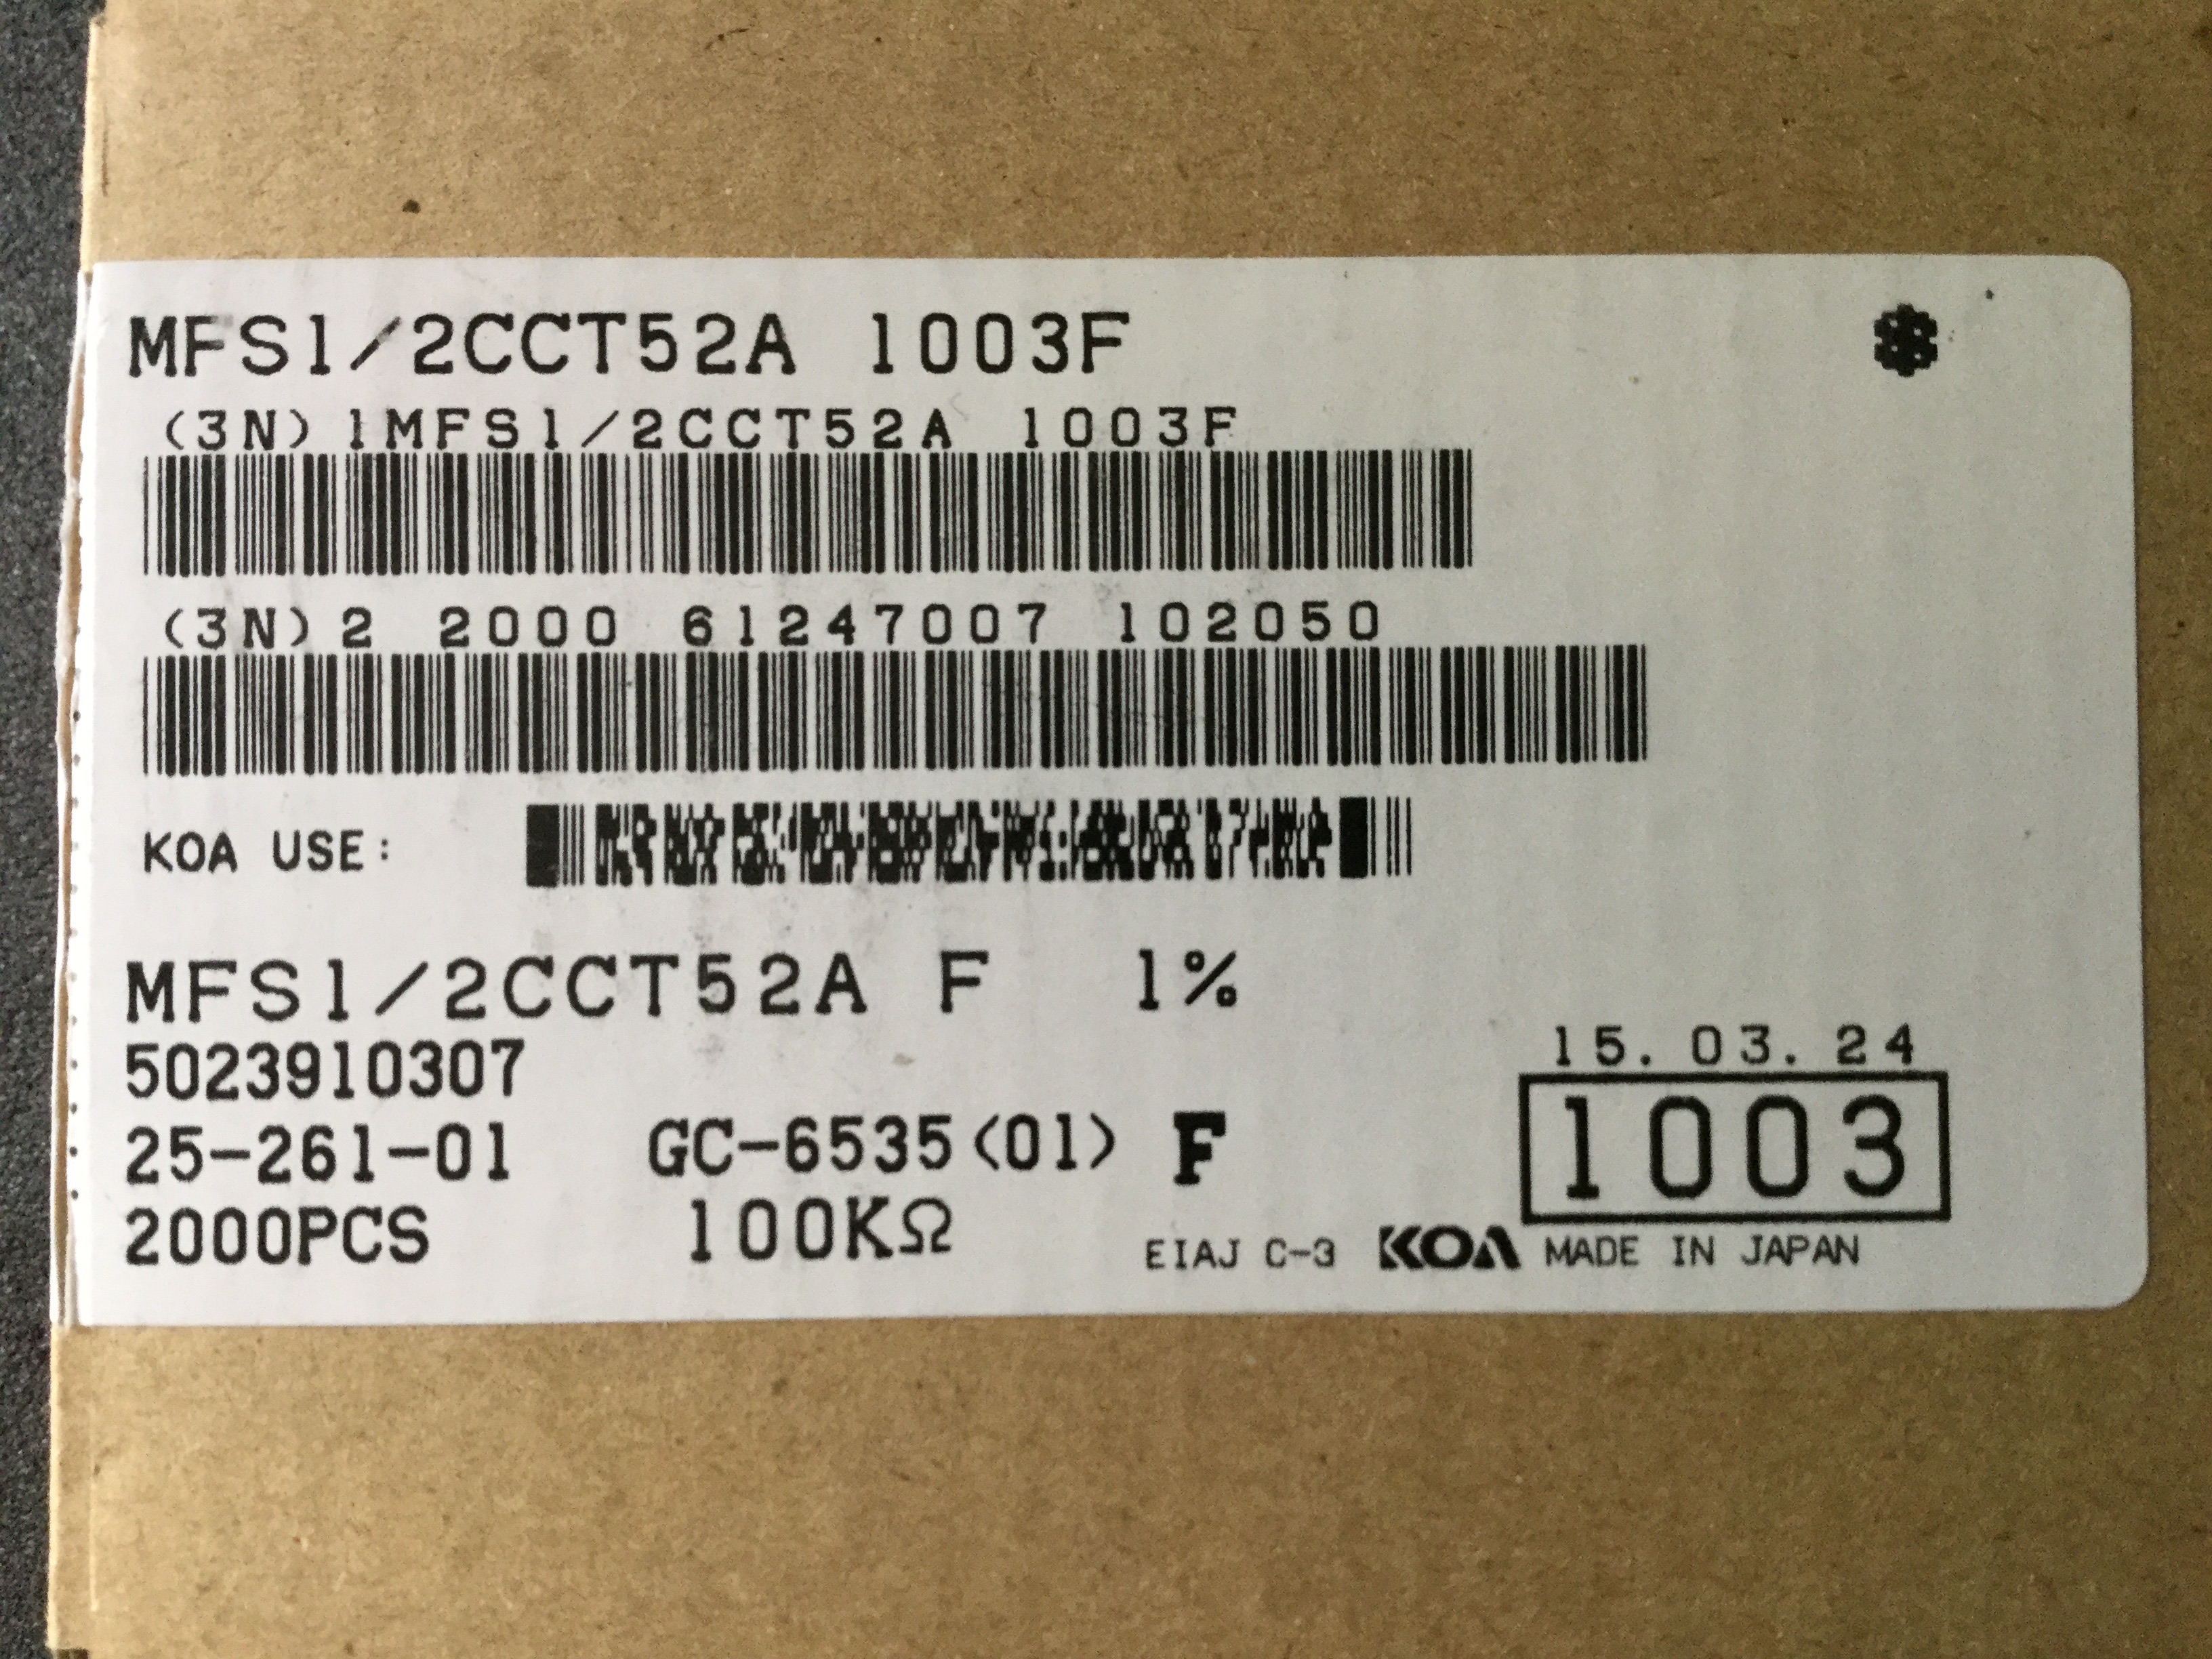 MFS1/2CCT52A 1003F *
(3N)1MFS1/2CCT52A 1003F
(3N)2 2000 61247007 102050
KOA USE:
MFS1/2CCT52A F 1%
5023910307
15.03.24
25-261-01 GC-6535(01) F
1003
2000PCS 100KΩ
EIAJ C-3 KOA MADE IN JAPAN